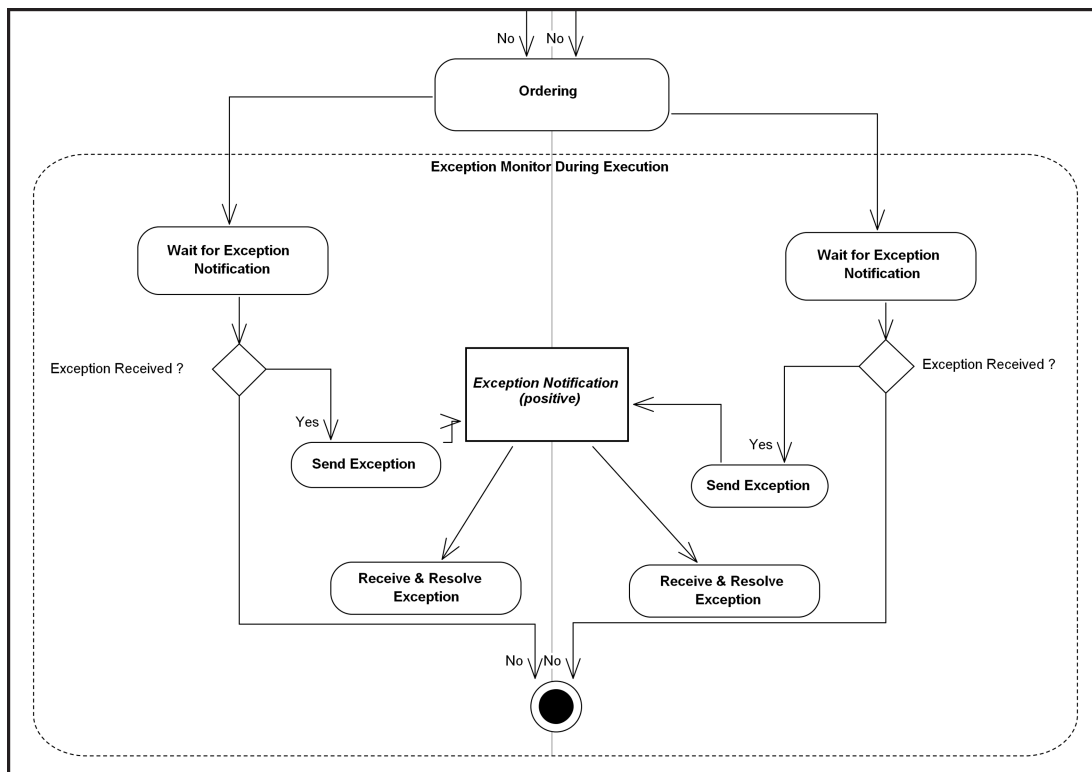 No No
Ordering
Exception Monitor During Execution
Wait for Exception
Notification
Wait for Exception
Notification
Exception Received ?
Exception Received ?
Exception Notification
(positive)
Yes
Yes
Send Exception
Send Exception
Receive & Resolve
Exception
Receive & Resolve
Exception
No No